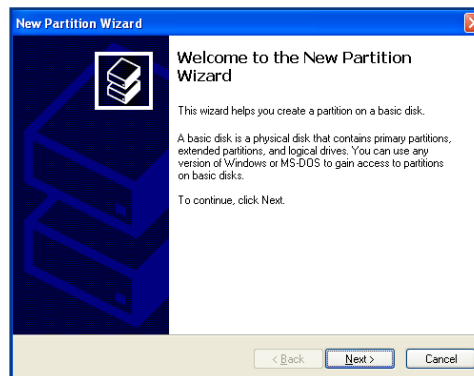 New Partition Wizard
Welcome to the New Partition
Wizard
This wizard helps you create a partition on a basic disk.
A basic disk is a physical disk that contains primary partitions,
extended partitions, and logical drives. You can use any
version of Windows or MS-DOS to gain access to partitions
on basic disks.
To continue, click Next.
< Back Next > Cancel